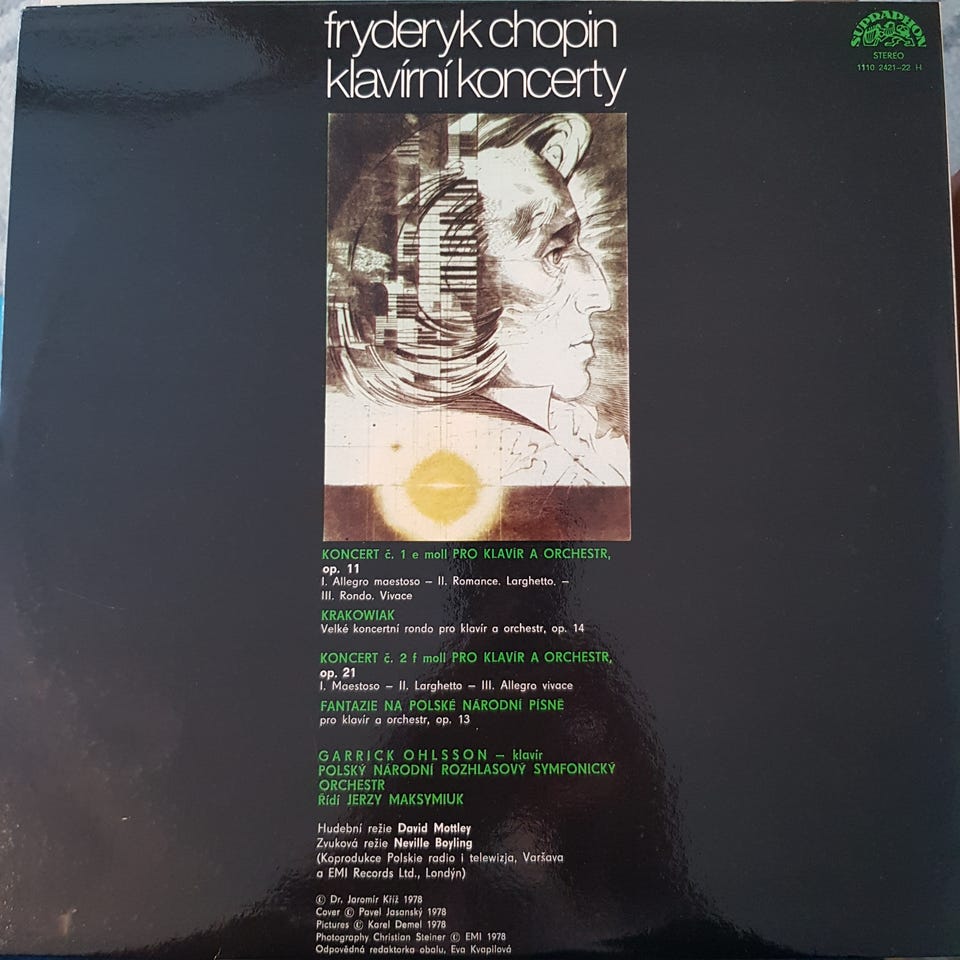 fryderyk chopin
klavírní koncerty
SUPRAPHON
STEREO
1110 2421-22 H
KONCERT č. 1 e moll PRO KLAVÍR A ORCHESTR,
op. 11
I. Allegro maestoso – II. Romance. Larghetto. –
III. Rondo. Vivace
KRAKOWIAK
Velké koncertní rondo pro klavír a orchestr, op. 14
KONCERT č. 2 f moll PRO KLAVÍR A ORCHESTR,
op. 21
I. Maestoso – II. Larghetto – III. Allegro vivace
FANTAZIE NA POLSKÉ NÁRODNÍ PÍSNĚ
pro klavír a orchestr, op. 13
GARRICK OHLSSON – klavír
POLSKÝ NÁRODNÍ ROZHLASOVÝ SYMFONICKÝ
ORCHESTR
Řídí JERZY MAKSYMIUK
Hudební režie David Mottley
Zvuková režie Neville Boyling
(Koprodukce Polskie radio i telewizja, Varšava
a EMI Records Ltd., Londýn)
© Dr. Jaromír Kříž 1978
Cover © Pavel Jasanský 1978
Pictures © Karel Demel 1978
Photography Christian Steiner © EMI 1978
Odpovědná redaktorka obalu, Eva Kvapilová